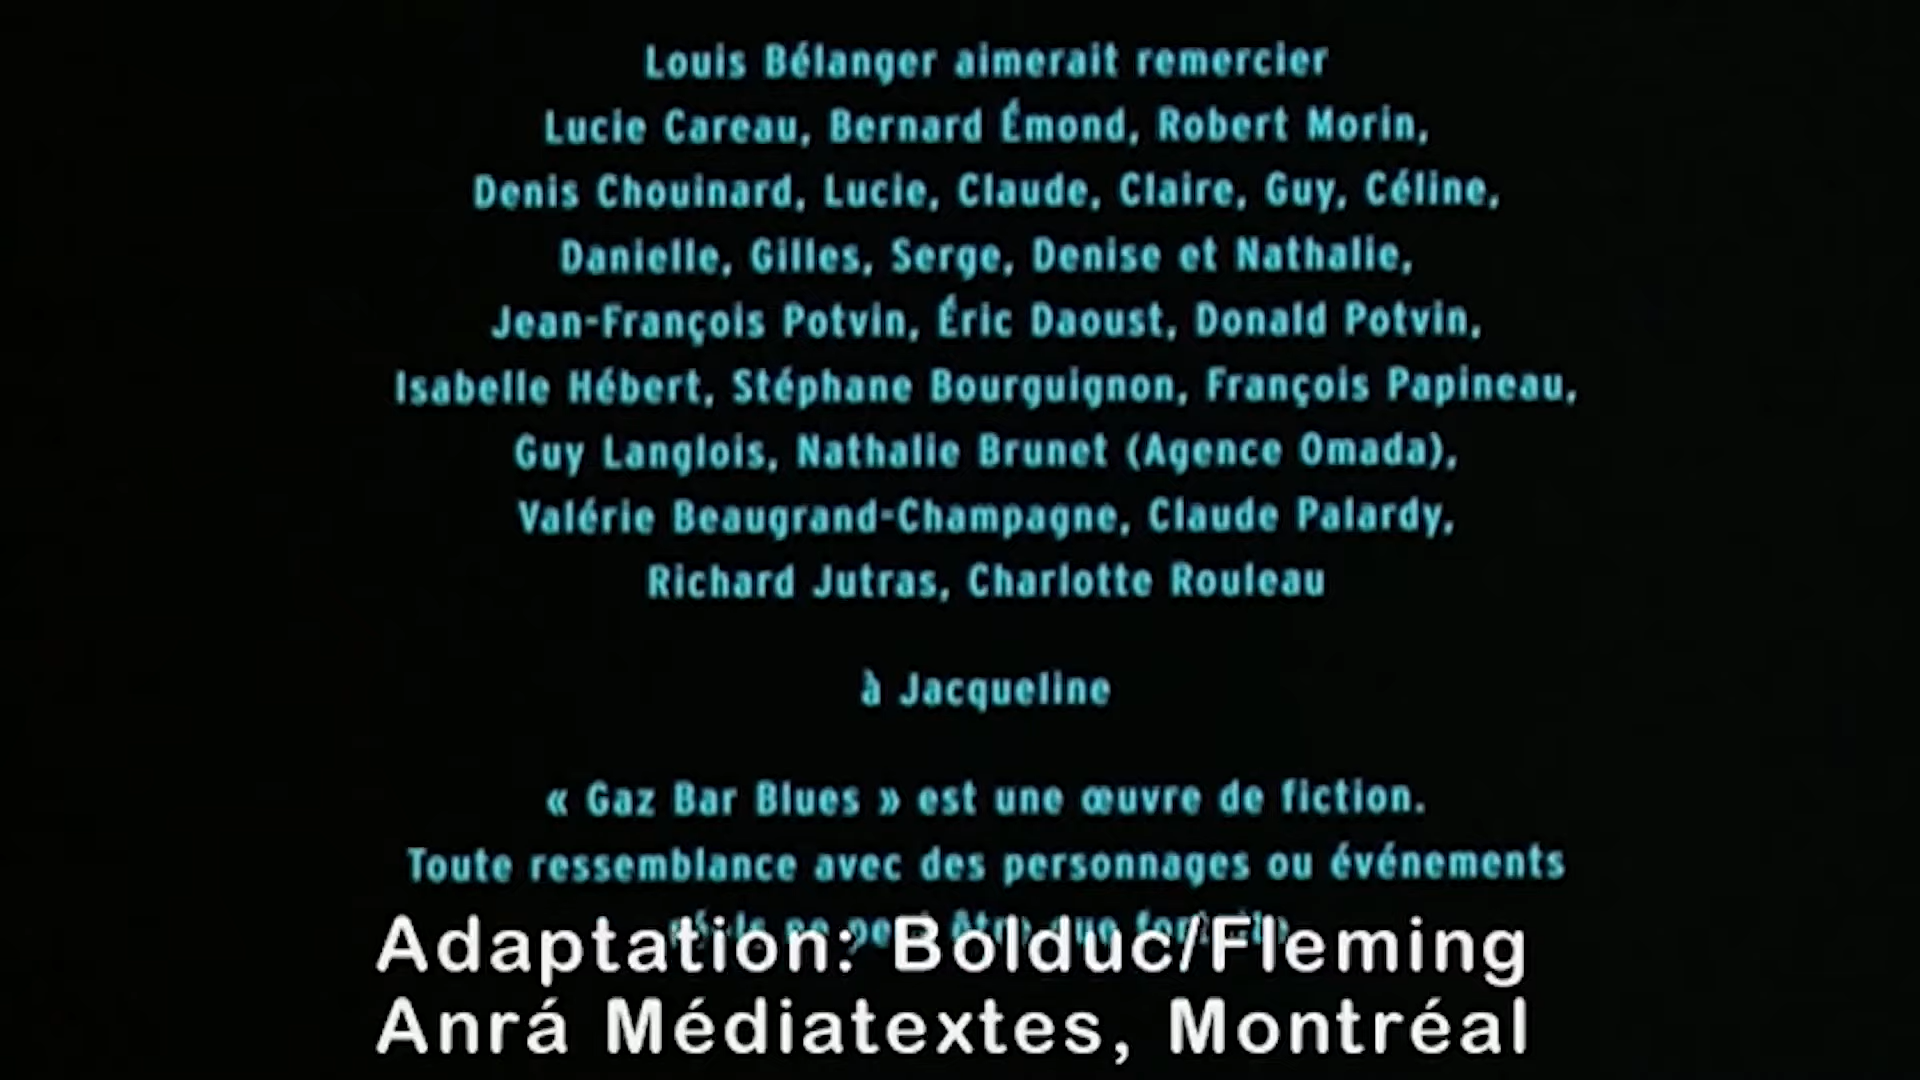 Louis Bélanger aimerait remercier
Lucie Careau, Bernard Émond, Robert Morin,
Denis Chouinard, Lucie, Claude, Claire, Guy, Céline,
Danielle, Gilles, Serge, Denise et Nathalie,
Jean-François Potvin, Éric Daoust, Donald Potvin,
Isabelle Hébert, Stéphane Bourguignon, François Papineau,
Guy Langlois, Nathalie Brunet (Agence Omada),
Valérie Beaugrand-Champagne, Claude Palardy,
Richard Jutras, Charlotte Rouleau
à Jacqueline
« Gaz Bar Blues » est une œuvre de fiction.
Toute ressemblance avec des personnages ou événements
Adaptation: Bolduc/Fleming
Anrá Médiatextes, Montréal